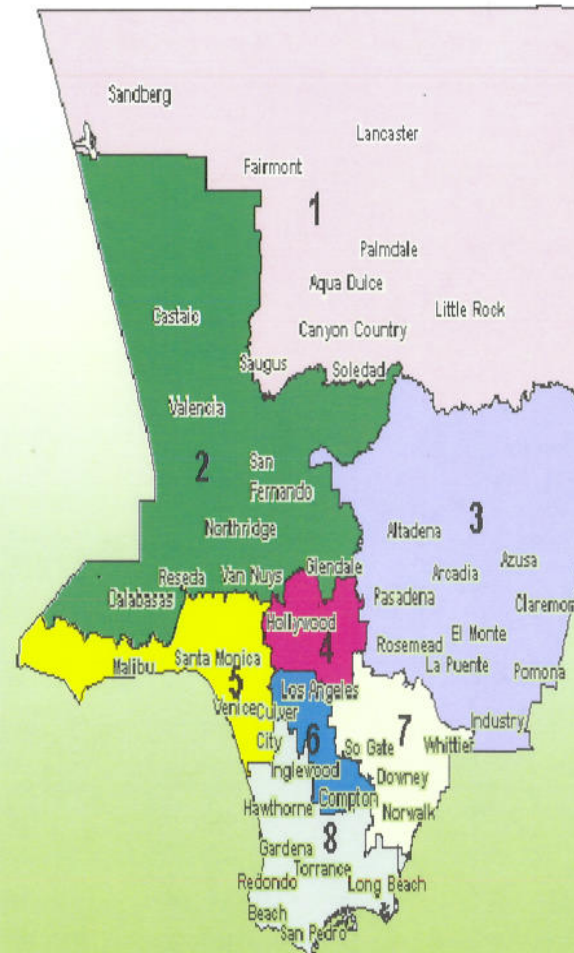 Sandberg
Lancaster
Fairmont
1
Palmdale
Aqua Dulce
Little Rock
Castaic
Canyon Country
Saugus
Soledad
Valencia
2
San
Fernando
3
Northridge
Altadena
Glendale
Azusa
Reseda
Van Nuys
Arcadia
Calabasas
Pasadena
Claremon
Hollywood
4
El Monte
Rosemead
Santa Monica
La Puente
Malibu
Pomona
5
Los Angeles
Venice
Culver
City
6
7
Industry
So Gate
Whittier
Inglewood
Downey
Compton
Hawthorne
Norwalk
8
Gardena
Torrance
Redondo
Beach
Long Beach
San Pedro